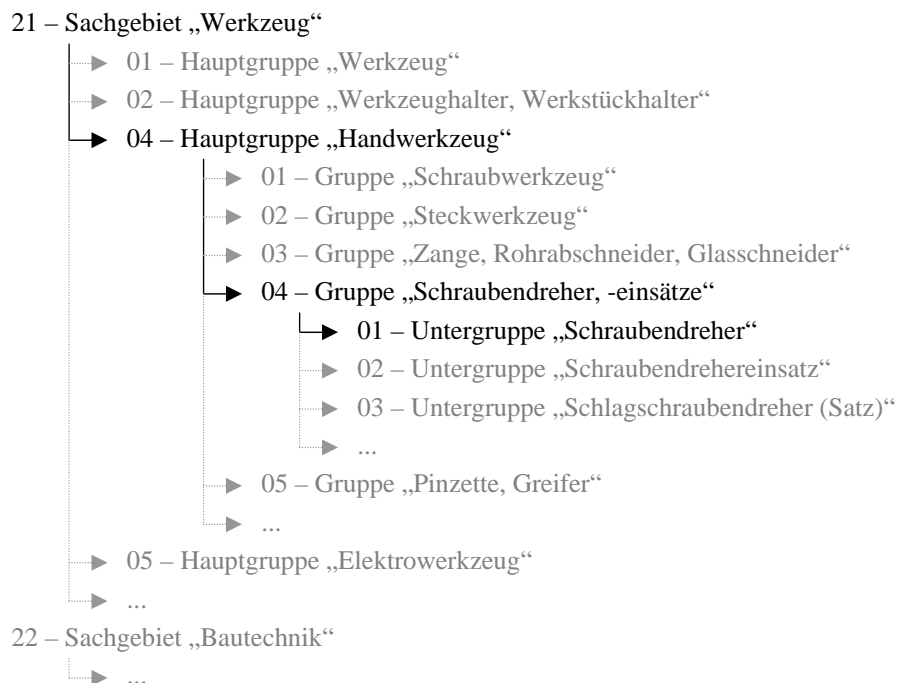 21 – Sachgebiet „Werkzeug“
01 – Hauptgruppe „Werkzeug“
02 – Hauptgruppe „Werkzeughalter, Werkstückhalter“
04 – Hauptgruppe „Handwerkzeug“
01 – Gruppe „Schraubwerkzeug“
02 – Gruppe „Steckwerkzeug“
03 – Gruppe „Zange, Rohrabschneider, Glasschneider“
04 – Gruppe „Schraubendreher, -einsätze“
01 – Untergruppe „Schraubendreher“
02 – Untergruppe „Schraubendrehereinsatz“
03 – Untergruppe „Schlagschraubendreher (Satz)“
...
05 – Gruppe „Pinzette, Greifer“
...
05 – Hauptgruppe „Elektrowerkzeug“
...
22 – Sachgebiet „Bautechnik“
...